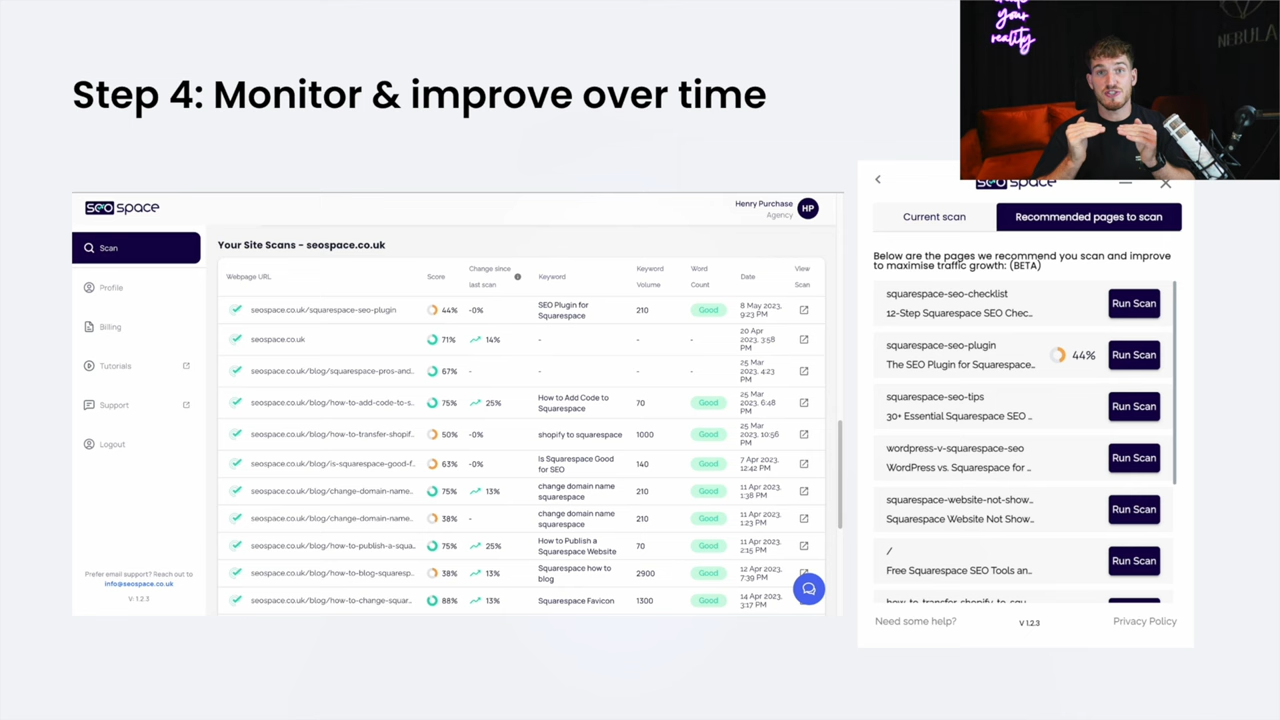 your
reality
NEBULA
Step 4: Monitor & improve over time
seo space
Henry Purchase
Agency
HP
Scan
Profile
Billing
Tutorials
Support
Logout
Prefer email support? Reach out to
info@seospace.co.uk
V: 1.2.3
Your Site Scans - seospace.co.uk
Webpage URL Score Change since last scan Keyword Keyword Volume Word Count Date View Scan
seospace.co.uk/squarespace-seo-plugin 44% -0% SEO Plugin for Squarespace 210 Good 8 May 2023, 9:23 PM
seospace.co.uk 71% 14% - - - 20 Apr 2023, 3:58 PM
seospace.co.uk/blog/squarespace-pros-and.. 67% - - - 25 Mar 2023, 4:23 PM
seospace.co.uk/blog/how-to-add-code-to-s.. 75% 25% How to Add Code to Squarespace 70 Good 25 Mar 2023, 6:48 PM
seospace.co.uk/blog/how-to-transfer-shopif.. 50% -0% shopify to squarespace 1000 Good 25 Mar 2023, 10:56 PM
seospace.co.uk/blog/is-squarespace-good-f.. 63% -0% Is Squarespace Good for SEO 140 Good 7 Apr 2023, 12:42 PM
seospace.co.uk/blog/change-domain-name.. 75% 13% change domain name squarespace 210 Good 11 Apr 2023, 1:38 PM
seospace.co.uk/blog/change-domain-name.. 38% - change domain name squarespace 210 Good 11 Apr 2023, 1:23 PM
seospace.co.uk/blog/how-to-publish-a-squa.. 75% 25% How to Publish a Squarespace Website 70 Good 11 Apr 2023, 2:15 PM
seospace.co.uk/blog/how-to-blog-squaresp.. 38% 13% Squarespace how to blog 2900 Good 12 Apr 2023, 7:39 PM
seospace.co.uk/blog/how-to-change-squar.. 88% 13% Squarespace Favicon 1300 Good 14 Apr 2023, 3:17 PM
seo space
Current scan
Recommended pages to scan
Below are the pages we recommend you scan and improve
to maximise traffic growth: (BETA)
squarespace-seo-checklist
12-Step Squarespace SEO Chec...
Run Scan
squarespace-seo-plugin
The SEO Plugin for Squarespace...
44%
Run Scan
squarespace-seo-tips
30+ Essential Squarespace SEO ...
Run Scan
wordpress-v-squarespace-seo
WordPress vs. Squarespace for ...
Run Scan
squarespace-website-not-show...
Squarespace Website Not Show...
Run Scan
/
Free Squarespace SEO Tools an...
Run Scan
Need some help?
V 1.2.3
Privacy Policy